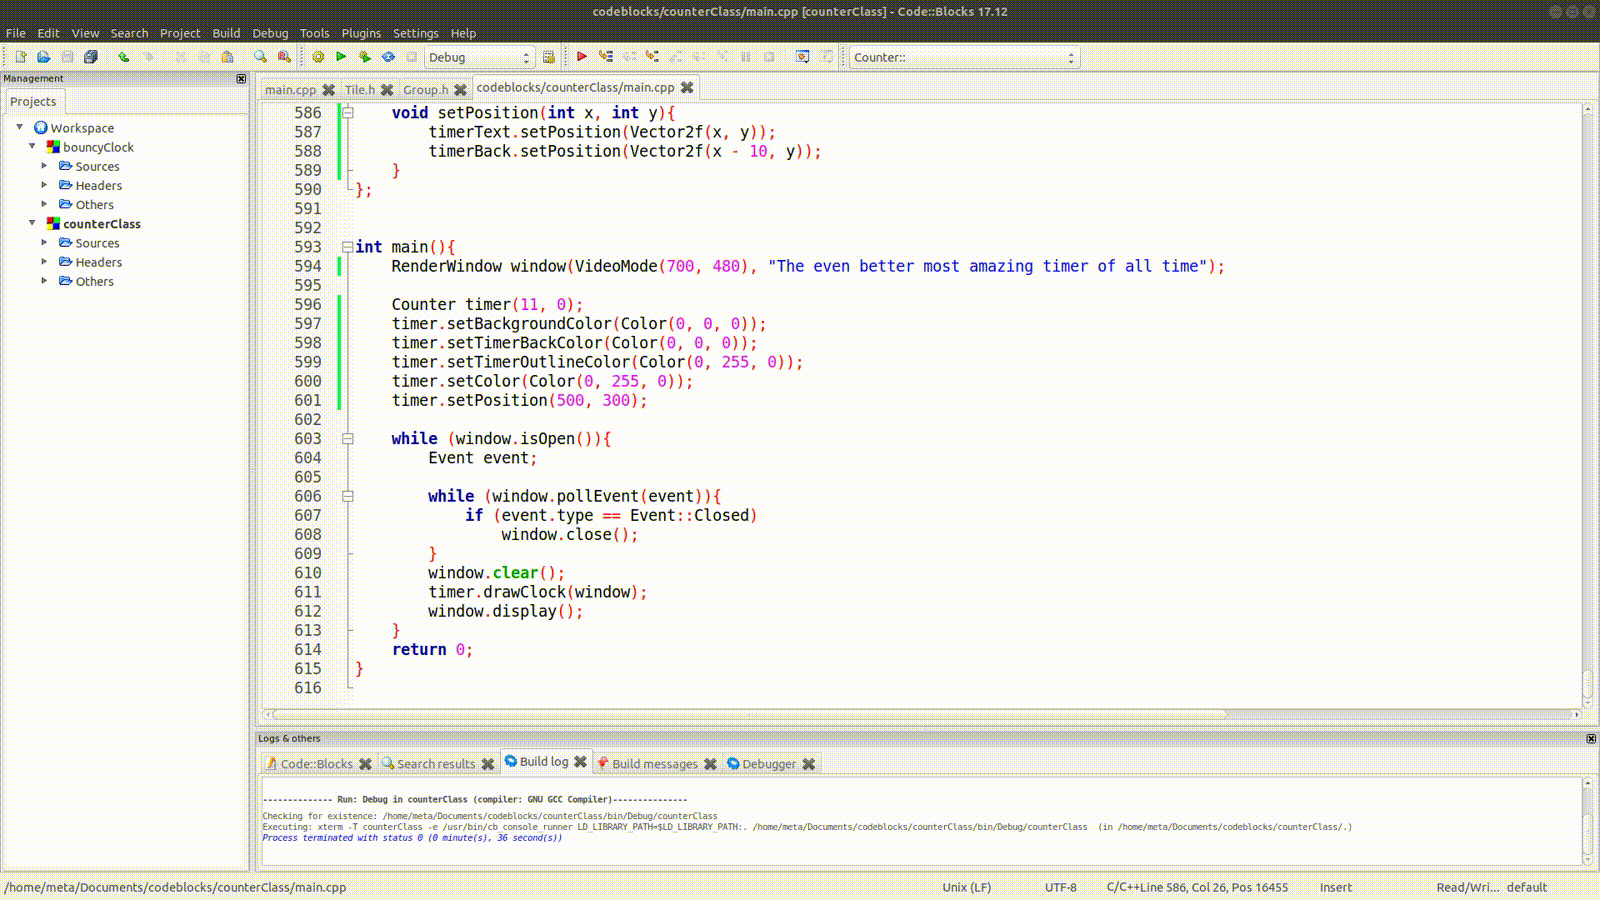 codeblocks/counterClass/main.cpp [counterClass] - Code::Blocks 17.12
File Edit View Search Project Build Debug Tools Plugins Settings Help
Debug
Counter::
Management
Projects
Workspace
bouncyClock
Sources
Headers
Others
counterClass
Sources
Headers
Others
main.cpp Tile.h Group.h codeblocks/counterClass/main.cpp
586     void setPosition(int x, int y){
587         timerText.setPosition(Vector2f(x, y));
588         timerBack.setPosition(Vector2f(x - 10, y));
589     }
590 };
591
592
593 int main(){
594     RenderWindow window(VideoMode(700, 480), "The even better most amazing timer of all time");
595
596     Counter timer(11, 0);
597     timer.setBackgroundColor(Color(0, 0, 0));
598     timer.setTimerBackColor(Color(0, 0, 0));
599     timer.setTimerOutlineColor(Color(0, 255, 0));
600     timer.setColor(Color(0, 255, 0));
601     timer.setPosition(500, 300);
602
603     while (window.isOpen()){
604         Event event;
605
606         while (window.pollEvent(event)){
607             if (event.type == Event::Closed)
608                 window.close();
609         }
610         window.clear();
611         timer.drawClock(window);
612         window.display();
613     }
614     return 0;
615 }
616
Logs & others
Code::Blocks Search results Build log Build messages Debugger
-------------- Run: Debug in counterClass (compiler: GNU GCC Compiler)---------------
Checking for existence: /home/meta/Documents/codeblocks/counterClass/bin/Debug/counterClass
Executing: xterm -T counterClass -e /usr/bin/cb_console_runner LD_LIBRARY_PATH=$LD_LIBRARY_PATH:. /home/meta/Documents/codeblocks/counterClass/bin/Debug/counterClass  (in /home/meta/Documents/codeblocks/counterClass/.)
Process terminated with status 0 (0 minute(s), 36 second(s))
/home/meta/Documents/codeblocks/counterClass/main.cpp Unix (LF) UTF-8 C/C++ Line 586, Col 26, Pos 16455 Insert Read/Wri... default